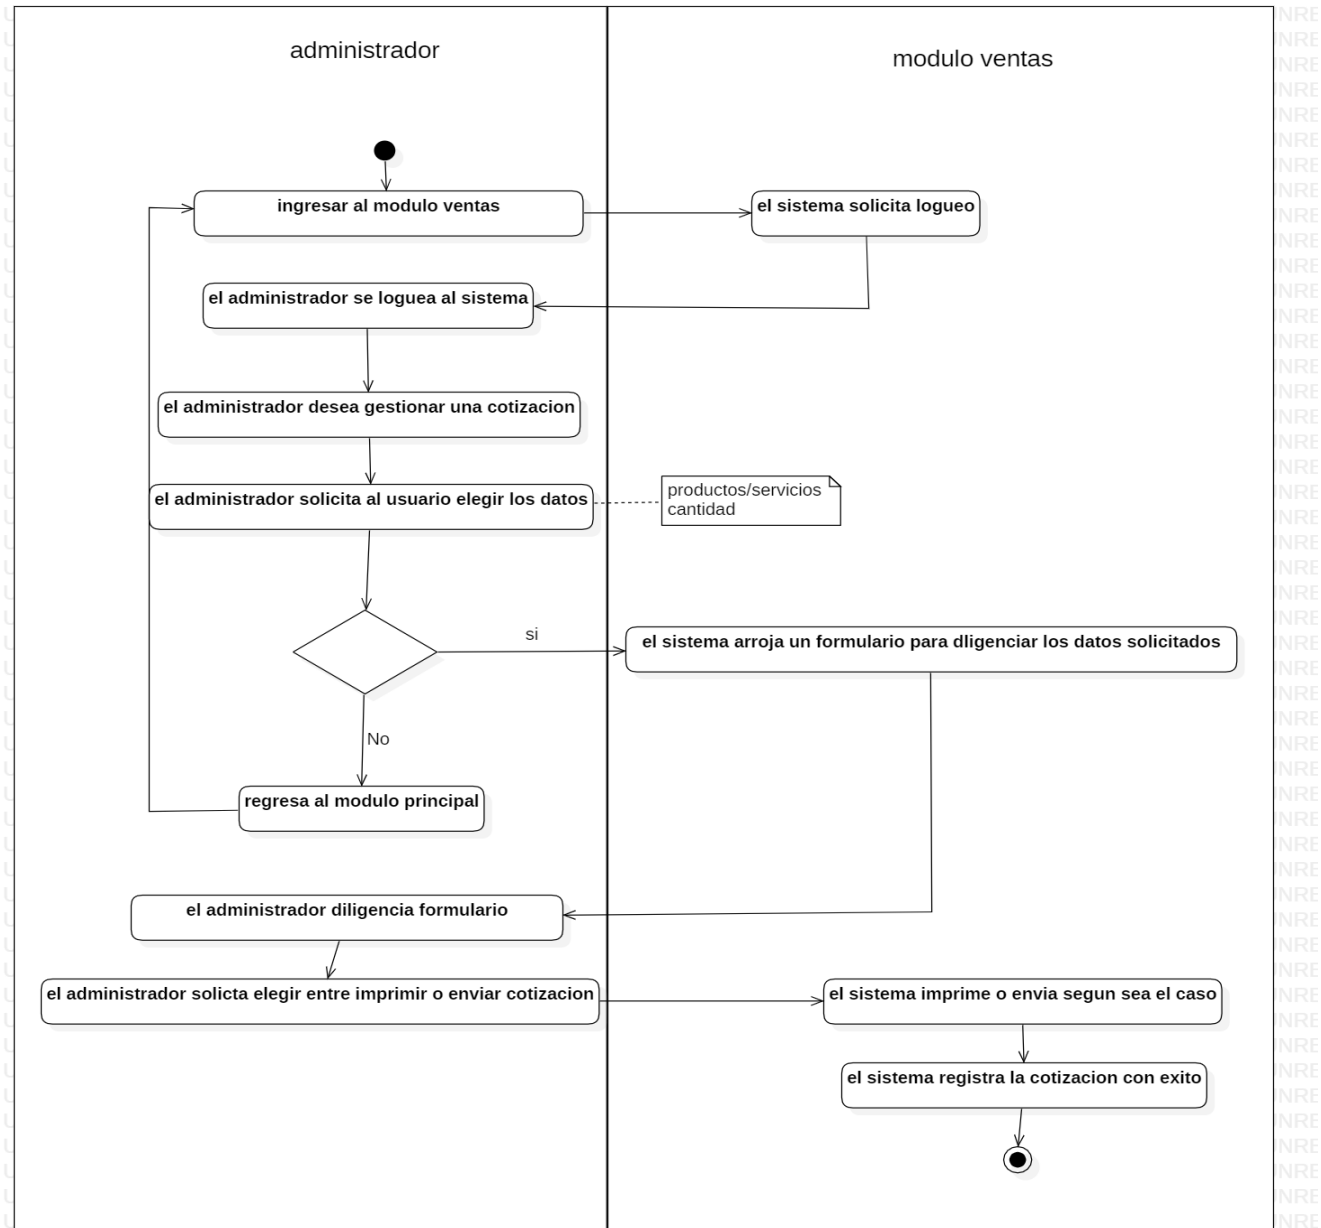 administrador
modulo ventas
ingresar al modulo ventas
el sistema solicita logueo
el administrador se loguea al sistema
el administrador desea gestionar una cotizacion
el administrador solicita al usuario elegir los datos
productos/servicios
cantidad
si
el sistema arroja un formulario para dligenciar los datos solicitados
No
regresa al modulo principal
el administrador diligencia formulario
el administrador solicta elegir entre imprimir o enviar cotizacion
el sistema imprime o envia segun sea el caso
el sistema registra la cotizacion con exito